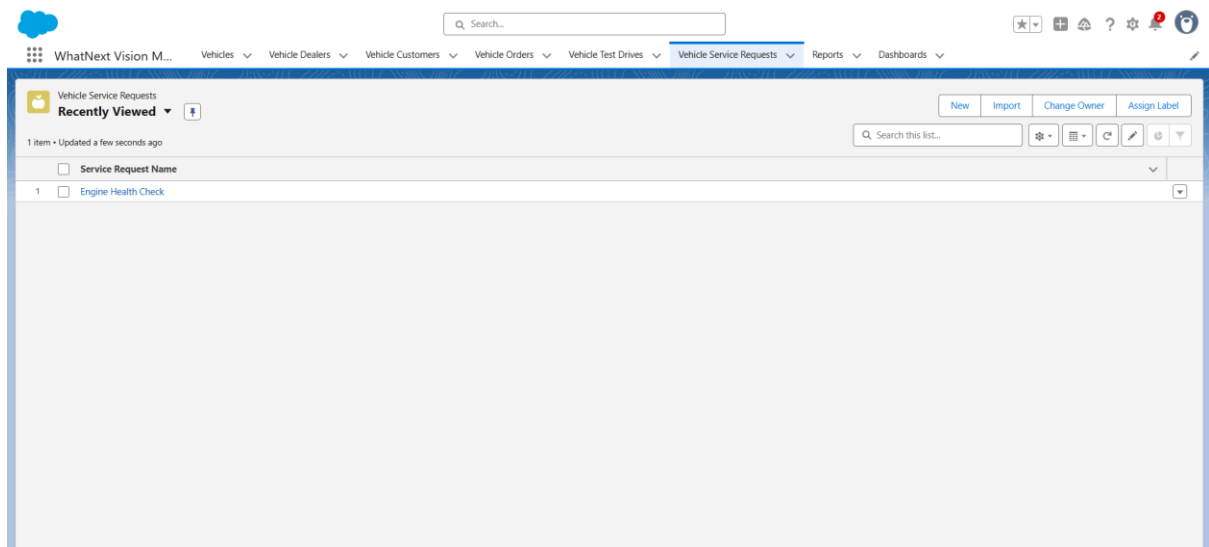 Search...
2
WhatNext Vision M... Vehicles Vehicle Dealers Vehicle Customers Vehicle Orders Vehicle Test Drives Vehicle Service Requests Reports Dashboards
Vehicle Service Requests
Recently Viewed
New Import Change Owner Assign Label
1 item • Updated a few seconds ago
Search this list...
Service Request Name
1 Engine Health Check